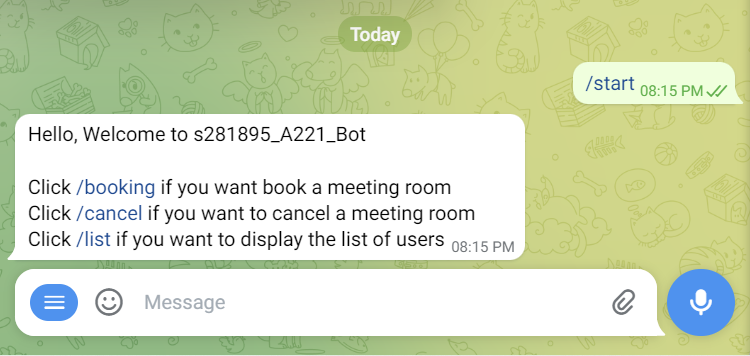 Today
/start 08:15 PM
Hello, Welcome to s281895_A221_Bot
Click /booking if you want book a meeting room
Click /cancel if you want to cancel a meeting room
Click /list if you want to display the list of users 08:15 PM
Message